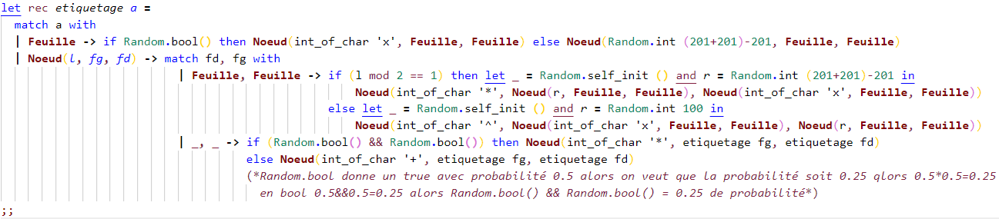 let rec etiquetage a =
  match a with
  | Feuille -> if Random.bool() then Noeud(int_of_char 'x', Feuille, Feuille) else Noeud(Random.int (201+201)-201, Feuille, Feuille)
  | Noeud(l, fg, fd) -> match fd, fg with
                          | Feuille, Feuille -> if (l mod 2 == 1) then let _ = Random.self_init () and r = Random.int (201+201)-201 in
                                                    Noeud(int_of_char '*', Noeud(r, Feuille, Feuille), Noeud(int_of_char 'x', Feuille, Feuille))
                                                else let _ = Random.self_init () and r = Random.int 100 in
                                                    Noeud(int_of_char '^', Noeud(int_of_char 'x', Feuille, Feuille), Noeud(r, Feuille, Feuille))
                          | _, _ -> if (Random.bool() && Random.bool()) then Noeud(int_of_char '*', etiquetage fg, etiquetage fd)
                                    else Noeud(int_of_char '+', etiquetage fg, etiquetage fd)
                                    (*Random.bool donne un true avec probabilité 0.5 alors on veut que la probabilité soit 0.25 qlors 0.5*0.5=0.25
                                      en bool 0.5&&0.5=0.25 alors Random.bool() && Random.bool() = 0.25 de probabilité*)
;;